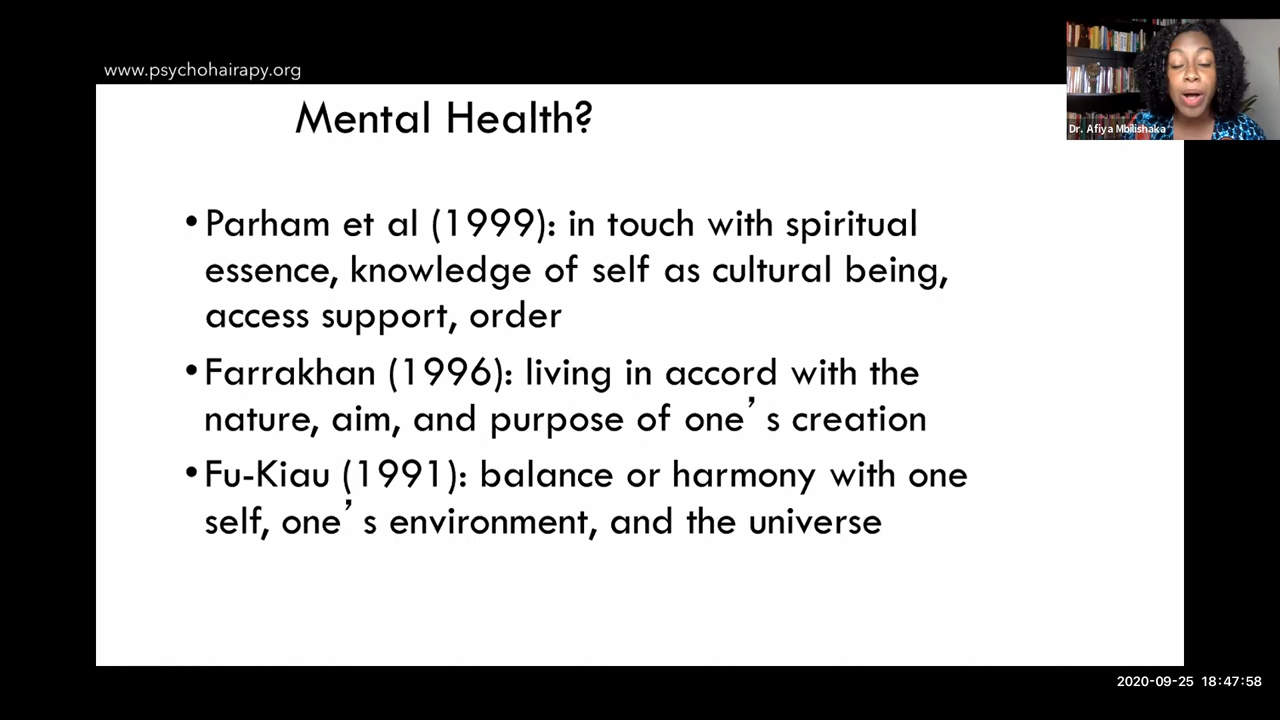 www.psychohairapy.org
Mental Health?
• Parham et al (1999): in touch with spiritual
essence, knowledge of self as cultural being,
access support, order
• Farrakhan (1996): living in accord with the
nature, aim, and purpose of one’ s creation
• Fu-Kiau (1991): balance or harmony with one
self, one’ s environment, and the universe
Dr. Afiya Mbilishaka
2020-09-25 18:47:58